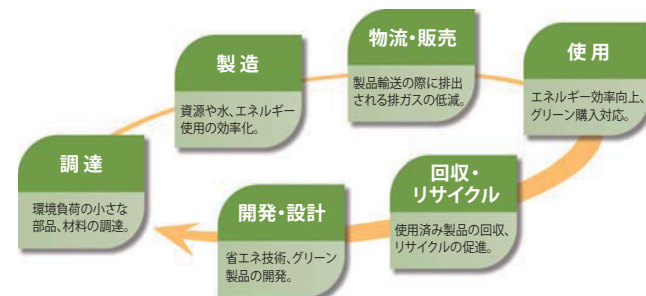 調達
環境負荷の小さな
部品、材料の調達。
製造
資源や水、エネルギー
使用の効率化。
物流・販売
製品輸送の際に排出
される排ガスの低減。
使用
エネルギー効率向上、
グリーン購入対応。
回収・
リサイクル
使用済み製品の回収、
リサイクルの促進。
開発・設計
省エネ技術、グリーン
製品の開発。